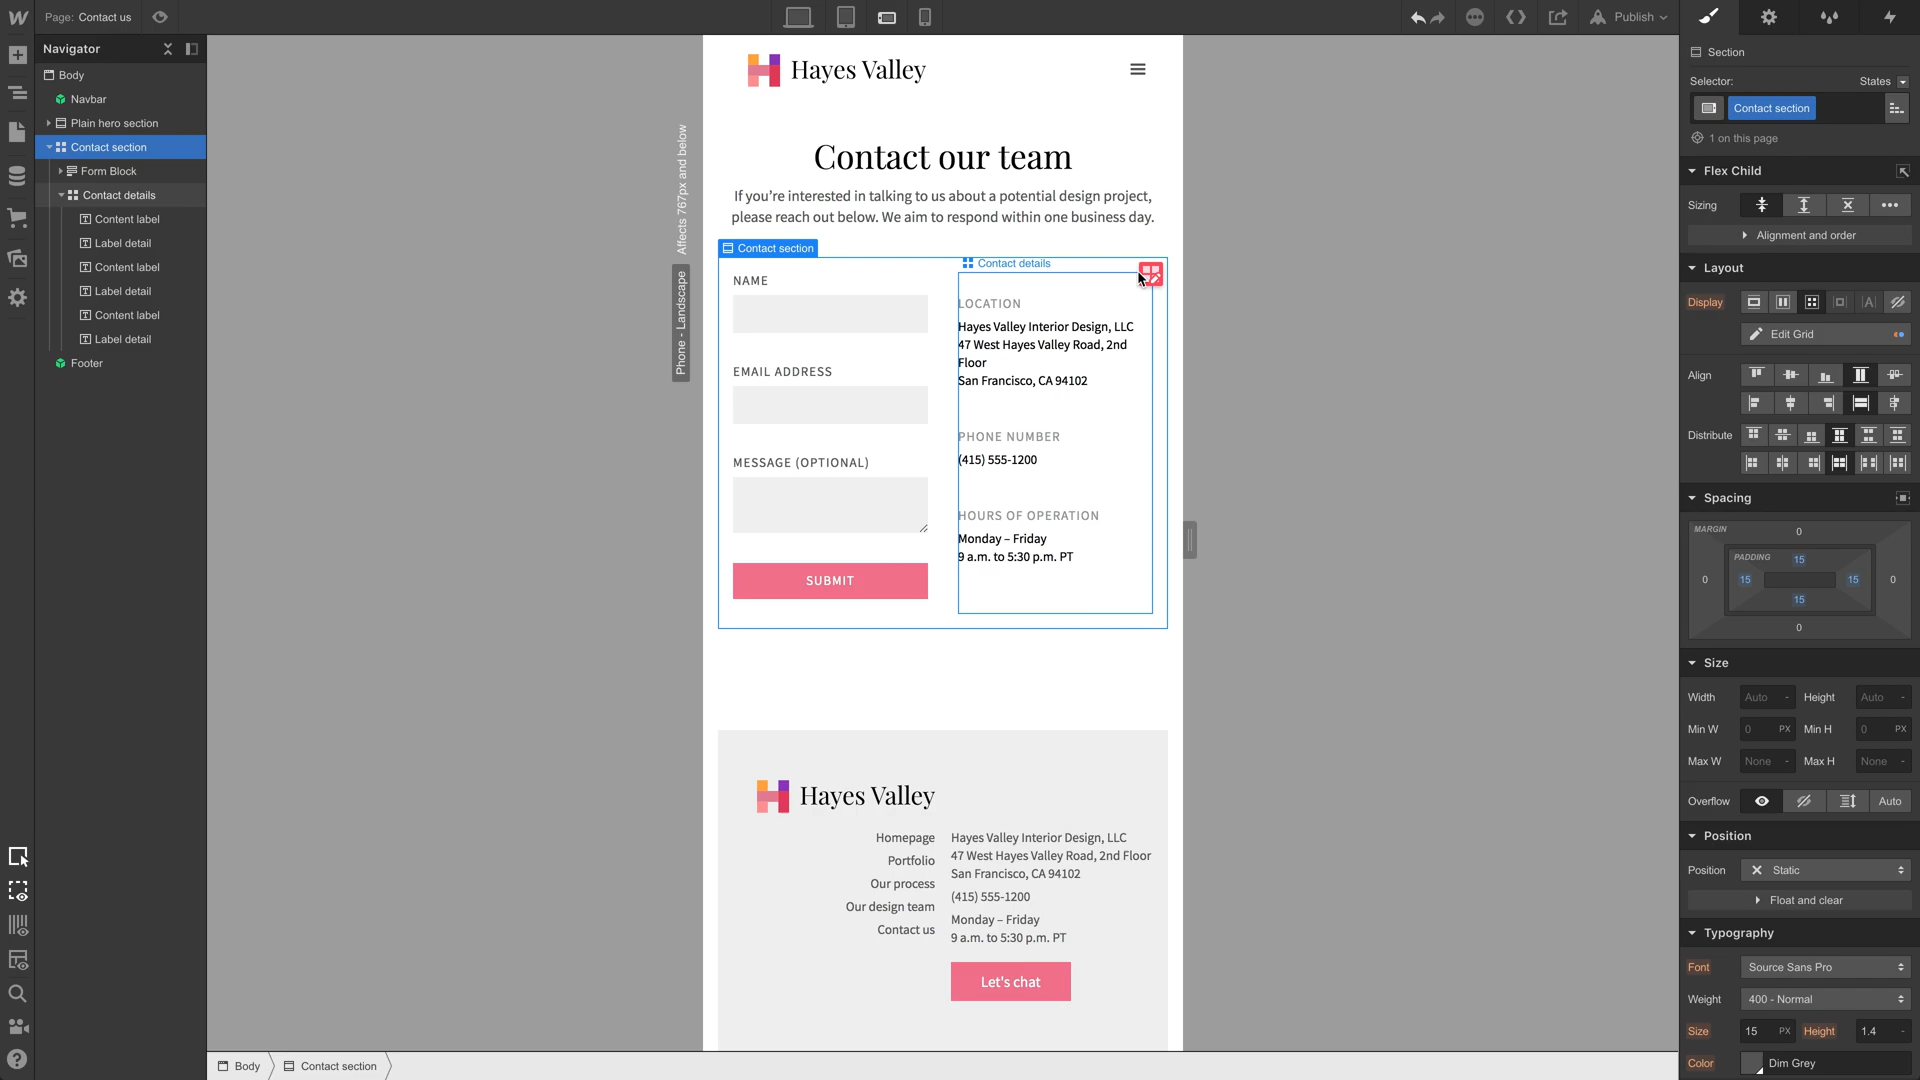 Page: Contact us
Publish
Navigator
Body
Navbar
Plain hero section
Contact section
Form Block
Contact details
Content label
Label detail
Content label
Label detail
Content label
Label detail
Footer
Affects 767px and below
Phone - Landscape
Hayes Valley
Contact our team
If you’re interested in talking to us about a potential design project,
please reach out below. We aim to respond within one business day.
Contact section
Contact details
NAME
EMAIL ADDRESS
MESSAGE (OPTIONAL)
SUBMIT
LOCATION
Hayes Valley Interior Design, LLC
47 West Hayes Valley Road, 2nd
Floor
San Francisco, CA 94102
PHONE NUMBER
(415) 555-1200
HOURS OF OPERATION
Monday – Friday
9 a.m. to 5:30 p.m. PT
Hayes Valley
Homepage
Portfolio
Our process
Our design team
Contact us
Hayes Valley Interior Design, LLC
47 West Hayes Valley Road, 2nd Floor
San Francisco, CA 94102
(415) 555-1200
Monday – Friday
9 a.m. to 5:30 p.m. PT
Let's chat
Body
Contact section
Section
Selector: States
Contact section
1 on this page
Flex Child
Sizing
Alignment and order
Layout
Display
Edit Grid
Align
Distribute
Spacing
MARGIN 0
PADDING 15
0 15 15 0
15
0
Size
Width Auto - Height Auto -
Min W 0 PX Min H 0 PX
Max W None - Max H None -
Overflow Auto
Position
Position Static
Float and clear
Typography
Font Source Sans Pro
Weight 400 - Normal
Size 15 PX Height 1.4 -
Color Dim Grey